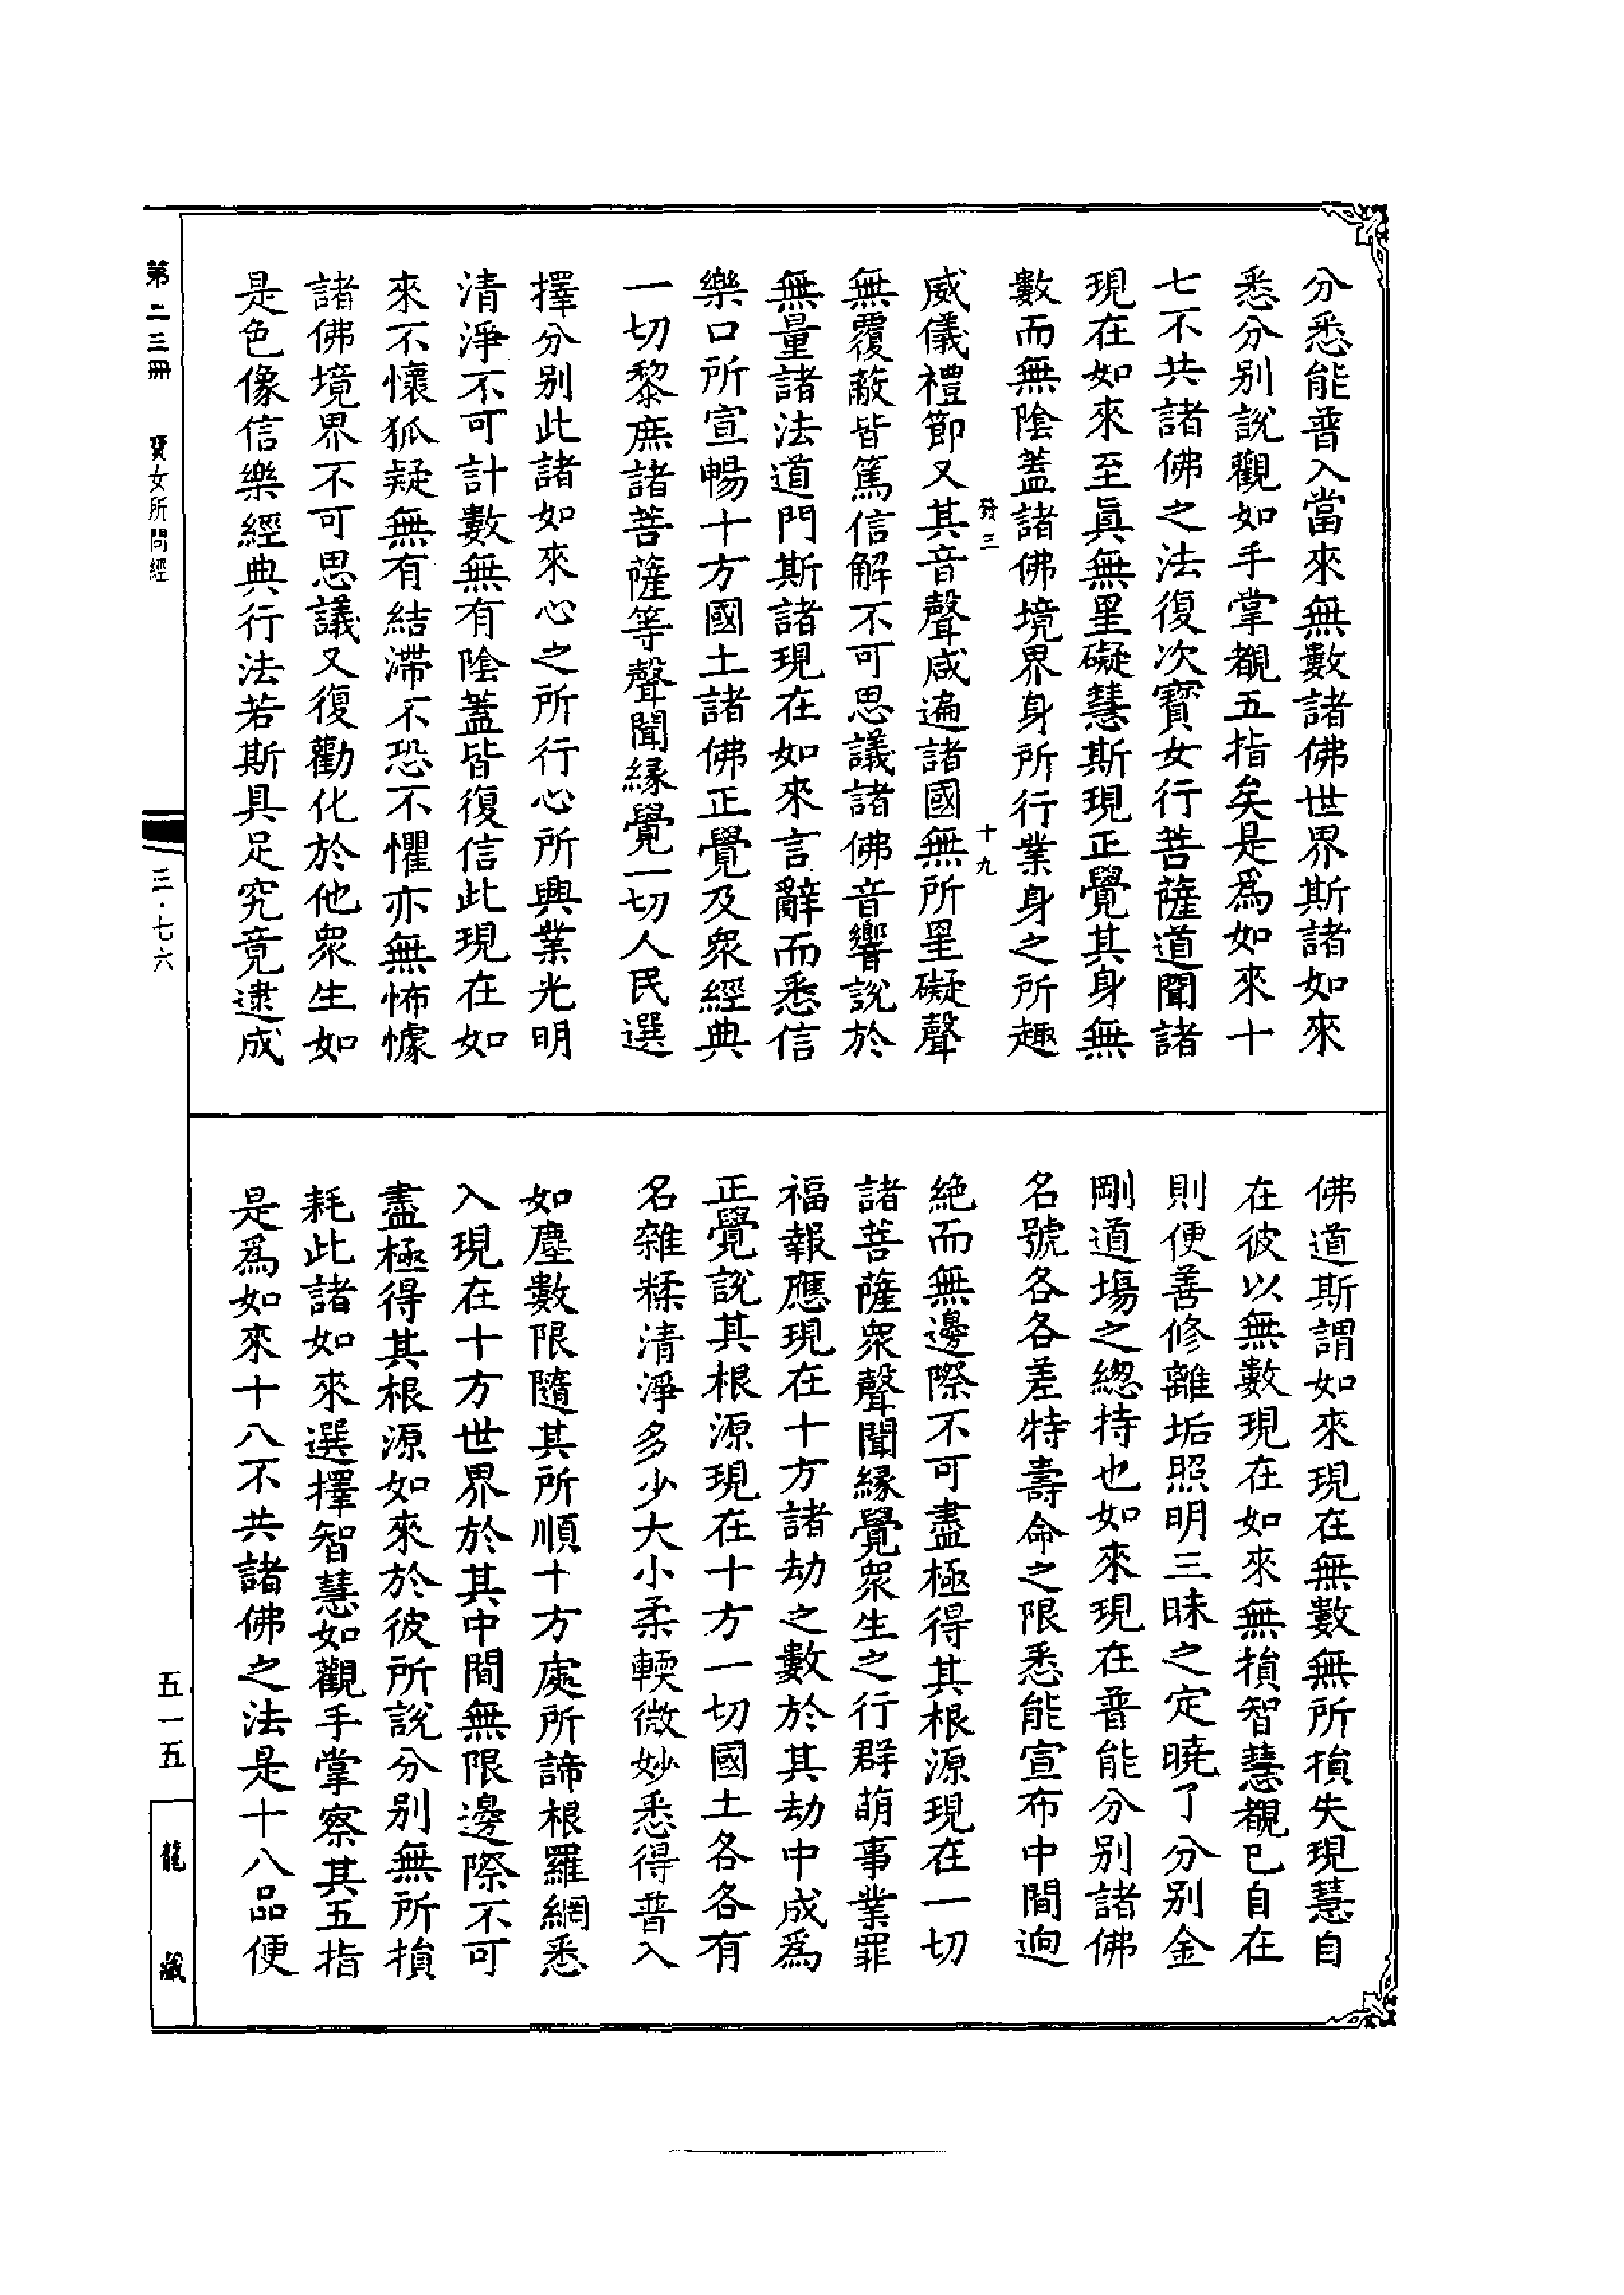 分悉能普入當來無數諸佛世界斯諸如來
悉分别說觀如手掌覩五指矣是爲如來十
七不共諸佛之法復次寶女行菩薩道聞諸
現在如來至眞無罣礙慧斯現正覺其身無
數而無陰蓋諸佛境界身所行業身之所趣
發三　十九
威儀禮節又其音聲咸遍諸國無所罣礙聲
無覆蔽皆篤信解不可思議諸佛音響說於
無量諸法道門斯諸現在如來言辭而悉信
樂口所宣暢十方國土諸佛正覺及衆經典
一切黎庶諸菩薩等聲聞緣覺一切人民選
擇分别此諸如來心之所行心所興業光明
清淨不可計數無有陰蓋皆復信此現在如
來不懷狐疑無有結滯不恐不懼亦無怖懅
諸佛境界不可思議又復勸化於他衆生如
是色像信樂經典行法若斯具足究竟逮成
佛道斯謂如來現在無數無所損失現慧自
在彼以無數現在如來無損智慧覩已自在
則便善修離垢照明三昧之定曉了分别金
剛道場之緫持也如來現在普能分别諸佛
名號各各差特壽命之限悉能宣布中間逈
絶而無邊際不可盡極得其根源現在一切
諸菩薩衆聲聞緣覺衆生之行群萌事業罪
福報應現在十方諸劫之數於其劫中成爲
正覺說其根源現在十方一切國土各各有
名雜糅清淨多少大小柔輭微妙悉得普入
如塵數限隨其所順十方處所諦根羅網悉
入現在十方世界於其中間無限邊際不可
盡極得其根源如來於彼所說分别無所損
耗此諸如來選擇智慧如觀手掌察其五指
是爲如來十八不共諸佛之法是十八品便
第二三冊　寶女所問經
三·七六
五一五
龍藏